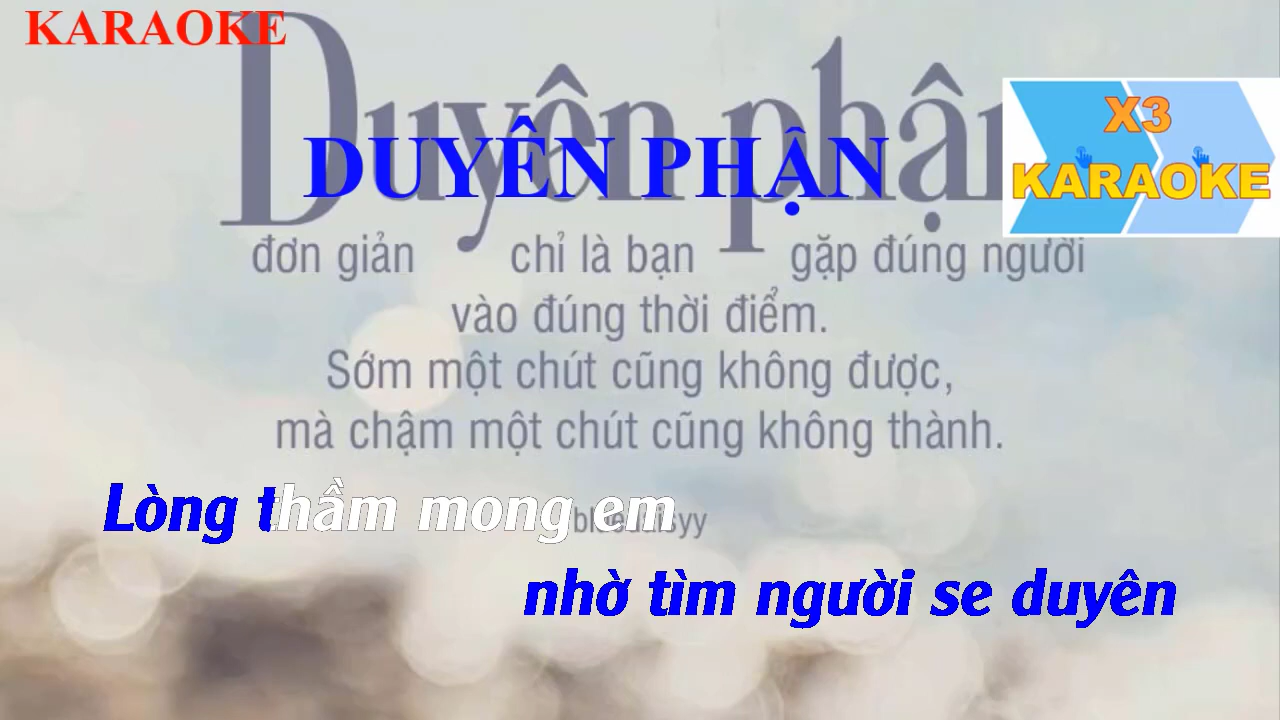 KARAOKE
Duyên phận
DUYÊN PHẬN
X3
KARAOKE
đơn giản chỉ là bạn gặp đúng người
vào đúng thời điểm.
Sớm một chút cũng không được,
mà chậm một chút cũng không thành.
Lòng thầm mong em
bluedaisyy
nhờ tìm người se duyên